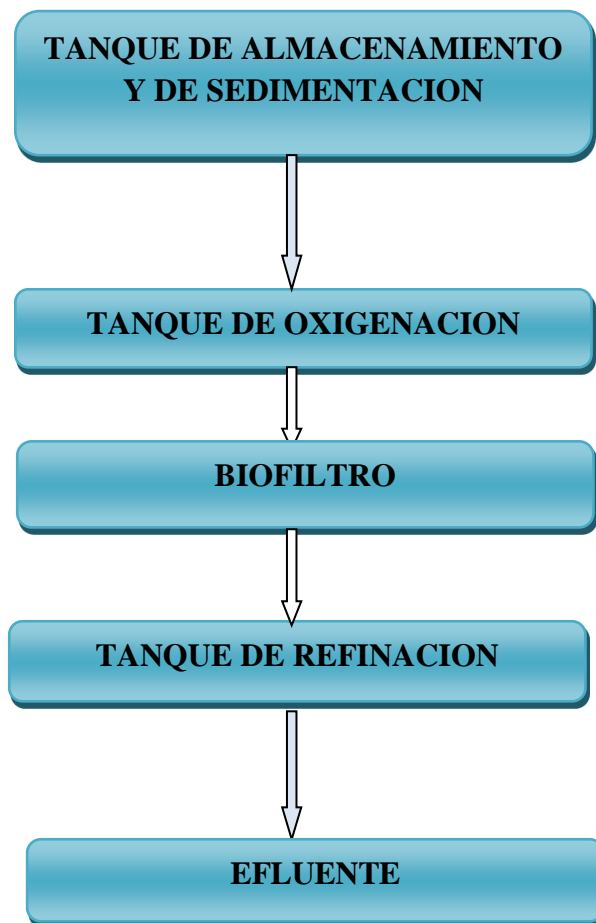 TANQUE DE ALMACENAMIENTO
Y DE SEDIMENTACION
TANQUE DE OXIGENACION
BIOFILTRO
TANQUE DE REFINACION
EFLUENTE